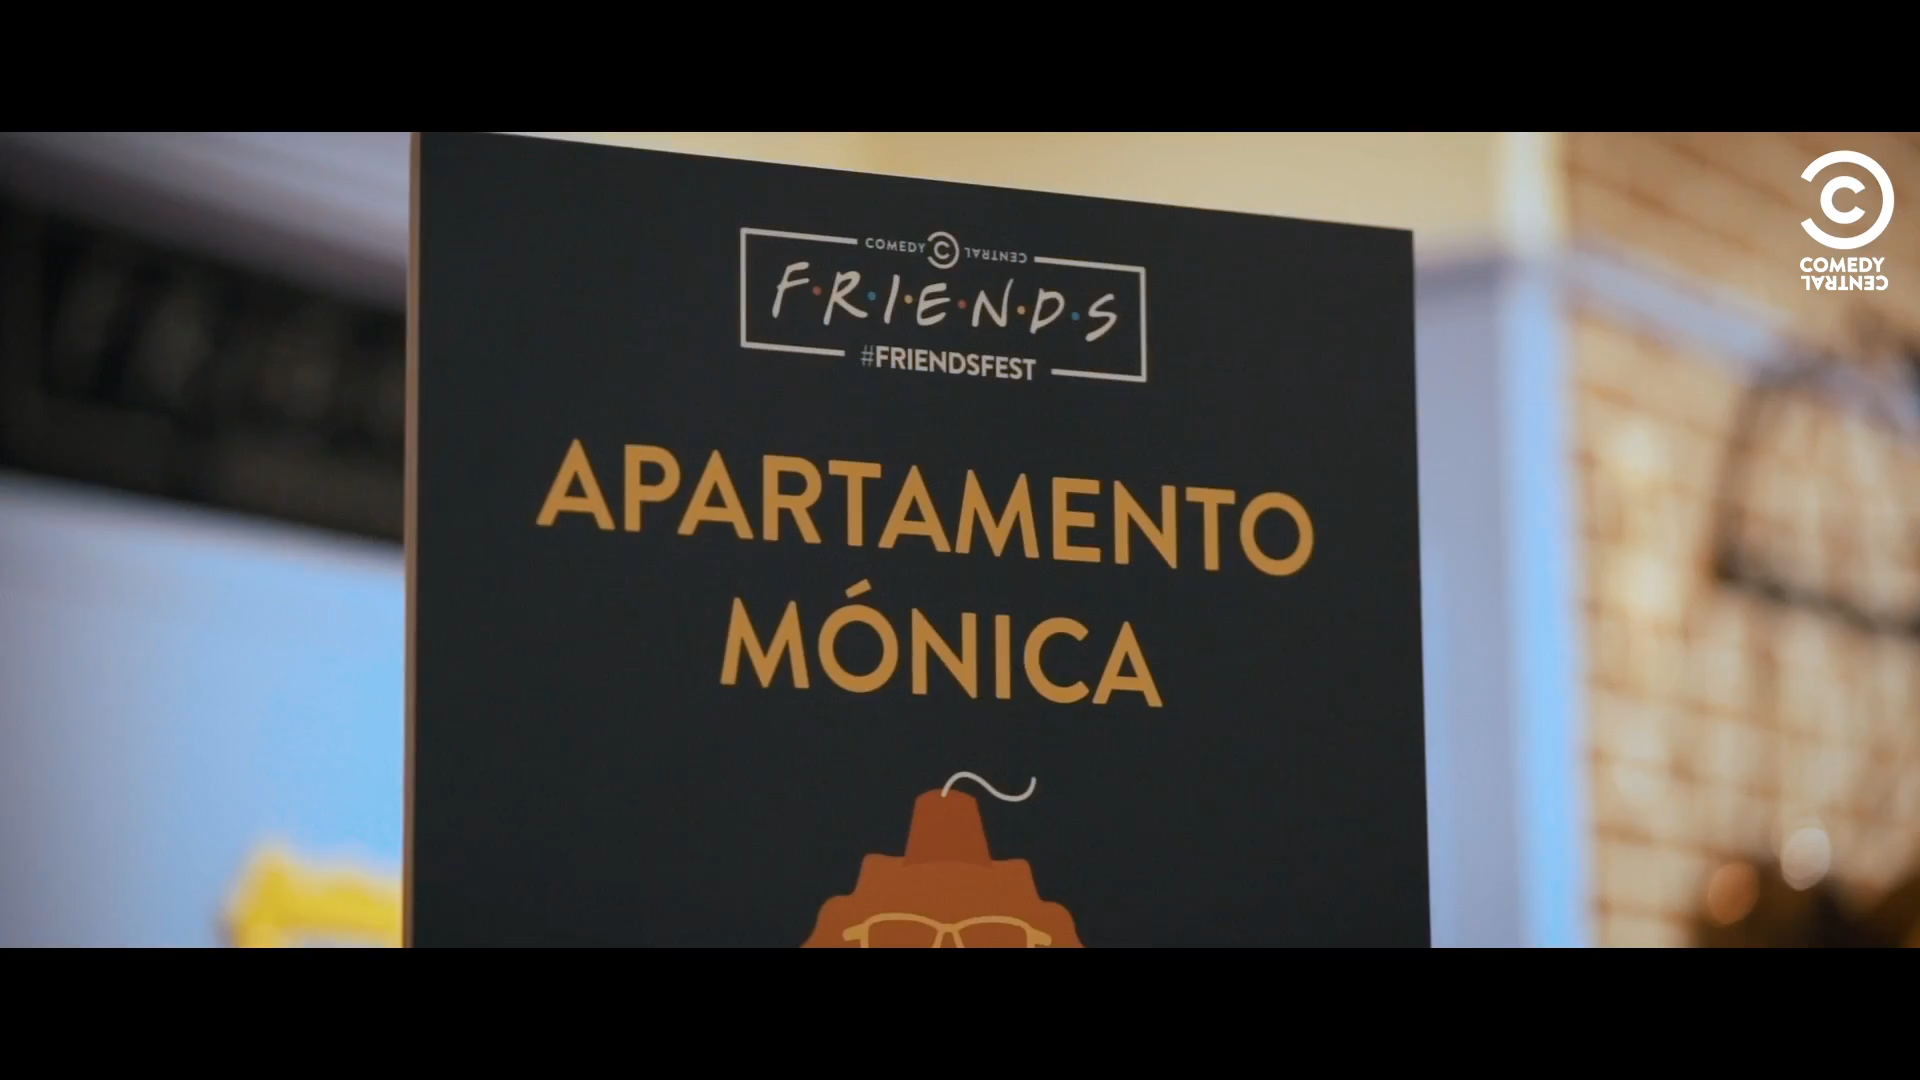 COMEDY CENTRAL
F·R·I·E·N·D·S
#FRIENDSFEST
APARTAMENTO
MÓNICA
COMEDY
CENTRAL